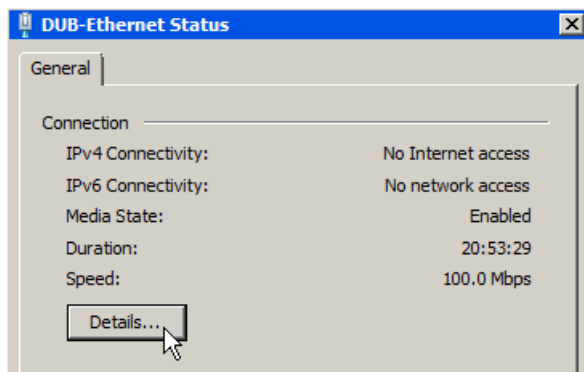 DUB-Ethernet Status
General
Connection
IPv4 Connectivity: No Internet access
IPv6 Connectivity: No network access
Media State: Enabled
Duration: 20:53:29
Speed: 100.0 Mbps
Details...